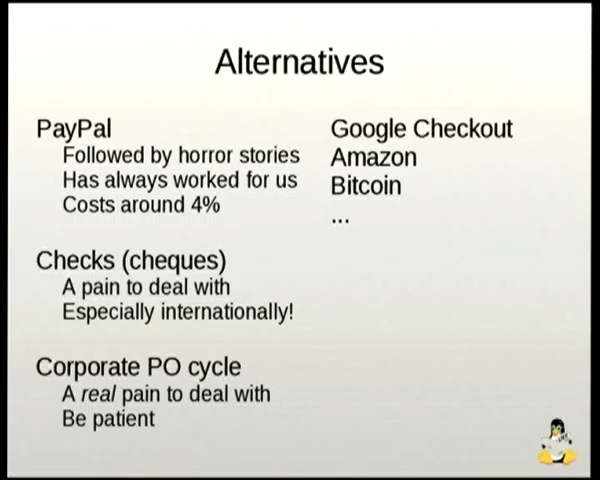 Alternatives
PayPal
Followed by horror stories
Has always worked for us
Costs around 4%
Checks (cheques)
A pain to deal with
Especially internationally!
Corporate PO cycle
A real pain to deal with
Be patient
Google Checkout
Amazon
Bitcoin
...